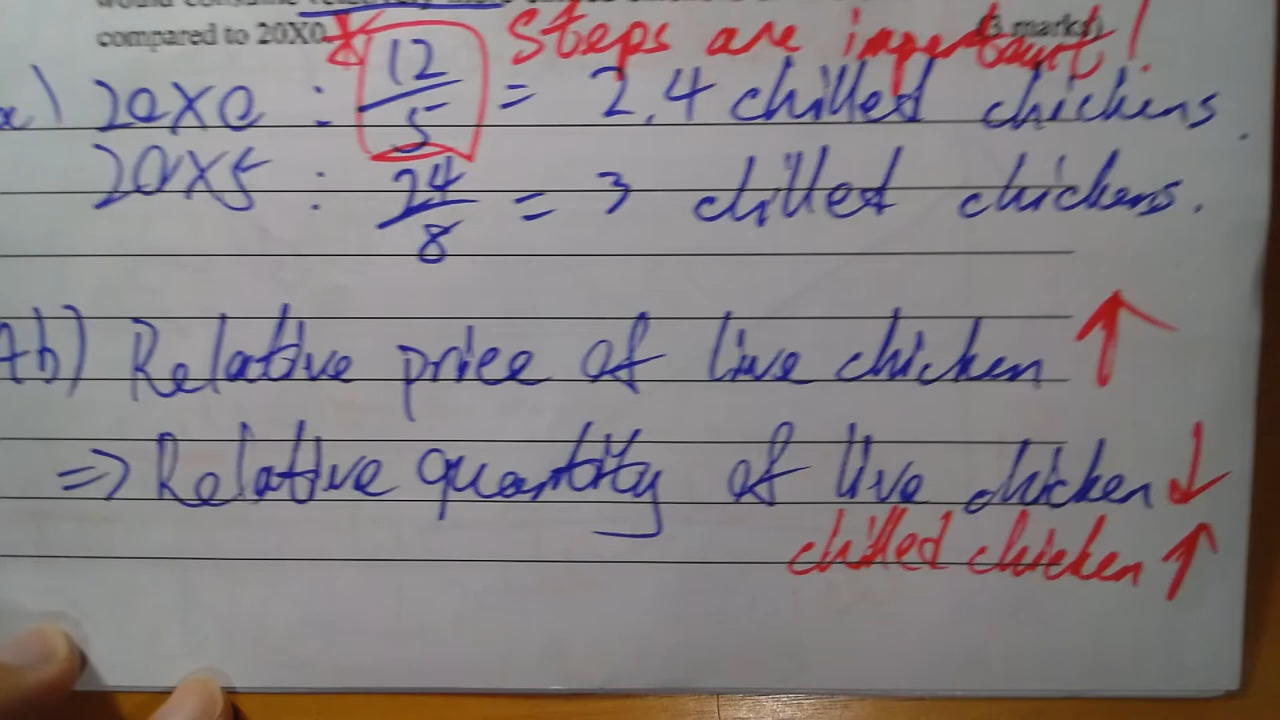 compared to 20X0
(3 marks)
Steps are important!
a) 20X0 : 12/5 = 2.4 chilled chickens.
20X5 : 24/8 = 3 chilled chickens.
b) Relative price of live chicken ↑
=> Relative quantity of live chicken ↓
chilled chicken ↑